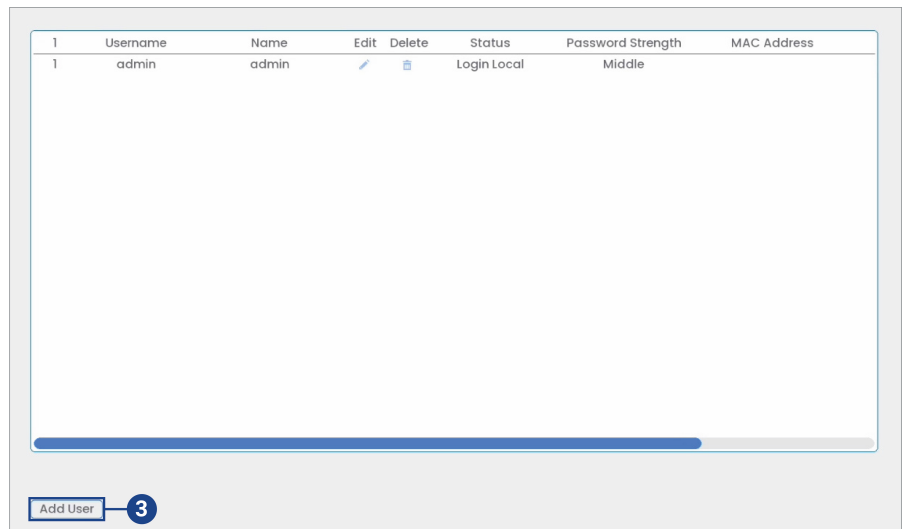 1 Username Name Edit Delete Status Password Strength MAC Address
1 admin admin Login Local Middle
Add User 3